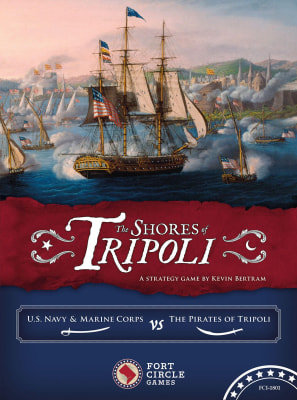 The SHORES of
TRIPOLI
A STRATEGY GAME BY KEVIN BERTRAM
U.S. NAVY & MARINE CORPS VS THE PIRATES OF TRIPOLI
FORT
CIRCLE
GAMES
FCI-1801